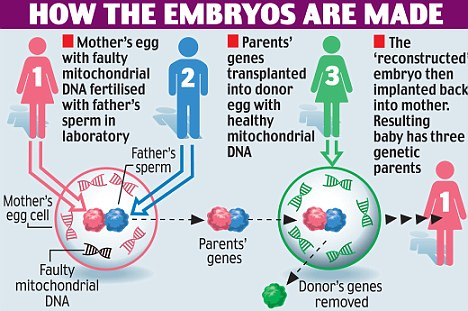 HOW THE EMBRYOS ARE MADE
1
Mother's egg
with faulty
mitochondrial
DNA fertilised
with father's
sperm in
laboratory
2
Parents'
genes
transplanted
into donor
egg with
healthy
mitochondrial
DNA
3
The
'reconstructed'
embryo then
implanted back
into mother.
Resulting
baby has three
genetic
parents
1
Father's
sperm
Mother's
egg cell
Faulty
mitochondrial
DNA
Parents'
genes
Donor's genes
removed